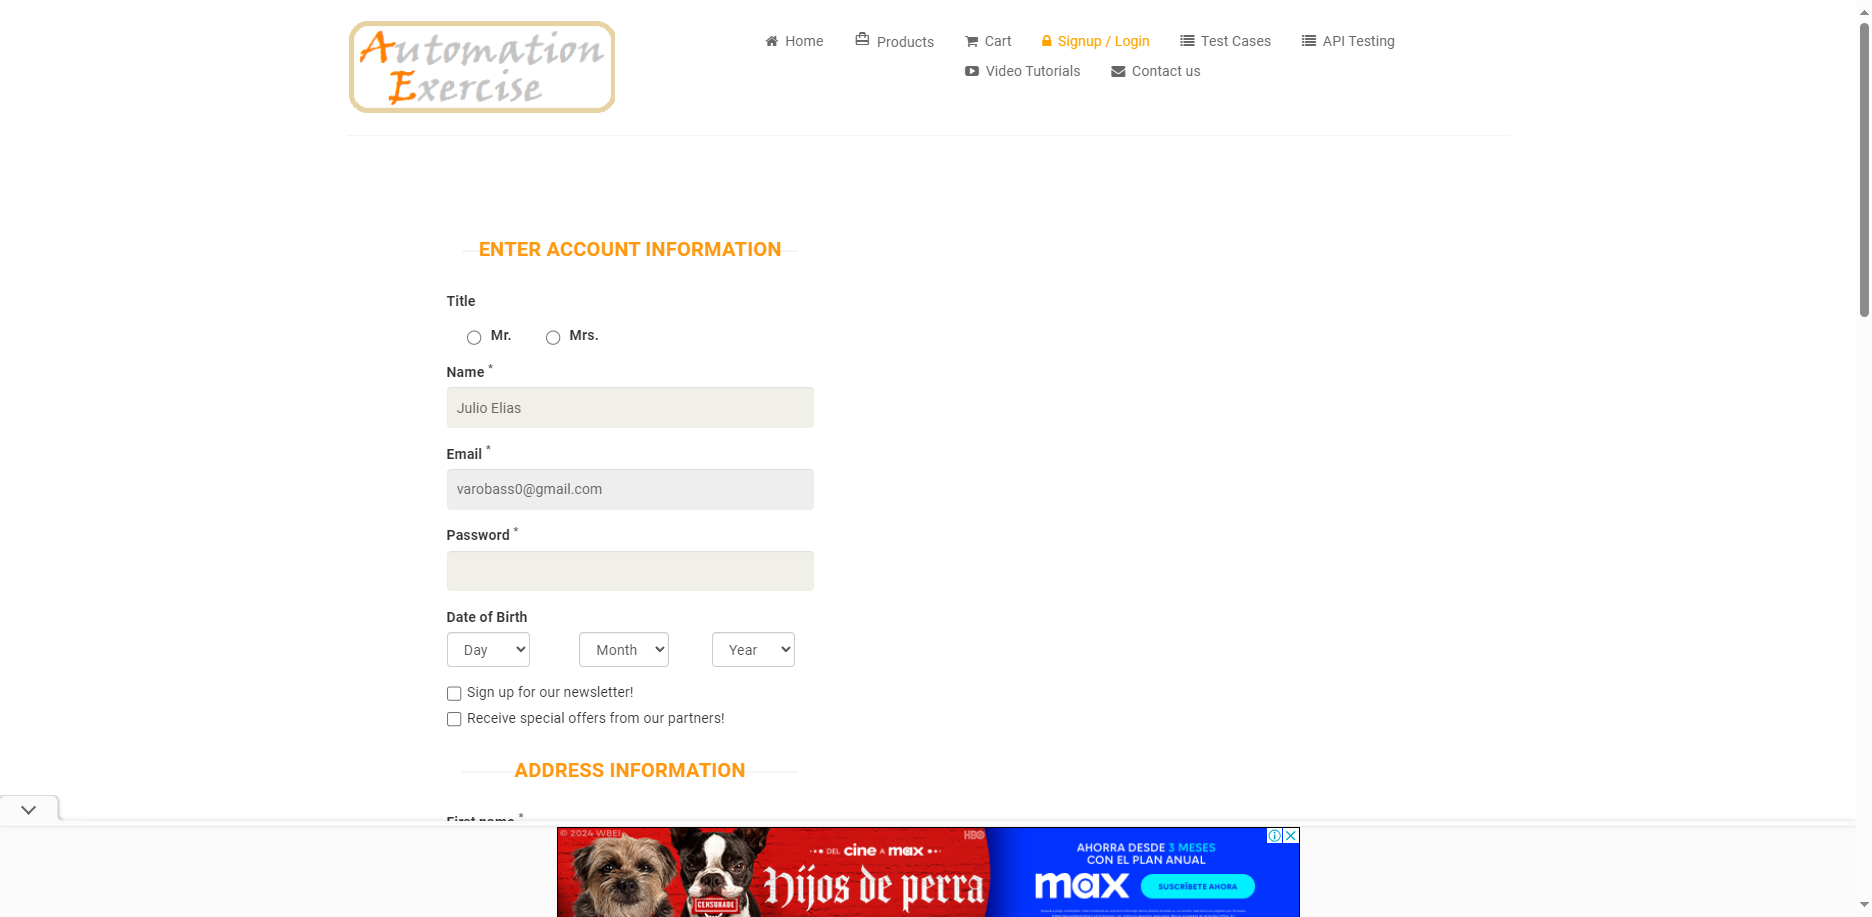 Automation
Exercise
Home
Products
Cart
Signup / Login
Test Cases
API Testing
Video Tutorials
Contact us
ENTER ACCOUNT INFORMATION
Title
Mr.
Mrs.
Name *
Julio Elias
Email *
varobass0@gmail.com
Password *
Date of Birth
Day
Month
Year
Sign up for our newsletter!
Receive special offers from our partners!
ADDRESS INFORMATION
First name *
© 2024 WBEI
HBO
DEL cine A max
Hijos de perra
CENSURADE
AHORRA DESDE 3 MESES
CON EL PLAN ANUAL
max
SUSCRÍBETE AHORA